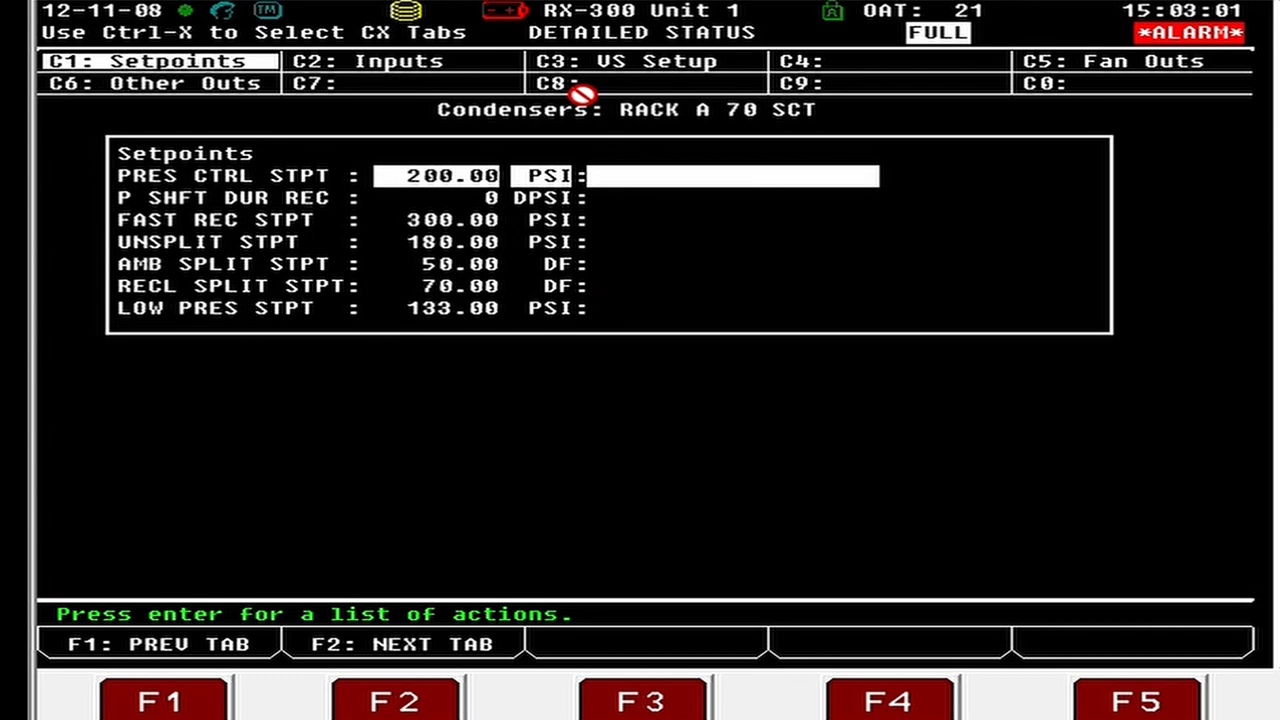 12-11-08 TM RX-300 Unit 1 OAT: 21 15:03:01
Use Ctrl-X to Select CX Tabs DETAILED STATUS FULL *ALARM*
C1: Setpoints C2: Inputs C3: VS Setup C4: C5: Fan Outs
C6: Other Outs C7: C8: C9: C0:
Condensers: RACK A 70 SCT
Setpoints
PRES CTRL STPT : 200.00 PSI:
P SHFT DUR REC : 0 DPSI:
FAST REC STPT : 300.00 PSI:
UNSPLIT STPT : 180.00 PSI:
AMB SPLIT STPT : 50.00 DF:
RECL SPLIT STPT: 70.00 DF:
LOW PRES STPT : 133.00 PSI:
Press enter for a list of actions.
F1: PREV TAB F2: NEXT TAB
F1 F2 F3 F4 F5